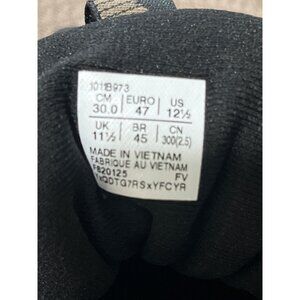 1011B973
CM EURO US
30.0 47 12½
UK BR CN
11½ 45 300(2.5)
MADE IN VIETNAM
FABRIQUE AU VIETNAM
FV